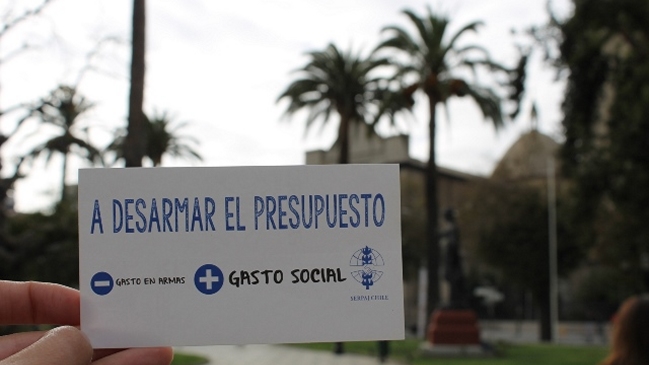 A DESARMAR EL PRESUPUESTO
- GASTO EN ARMAS + GASTO SOCIAL
SERPAJ CHILE